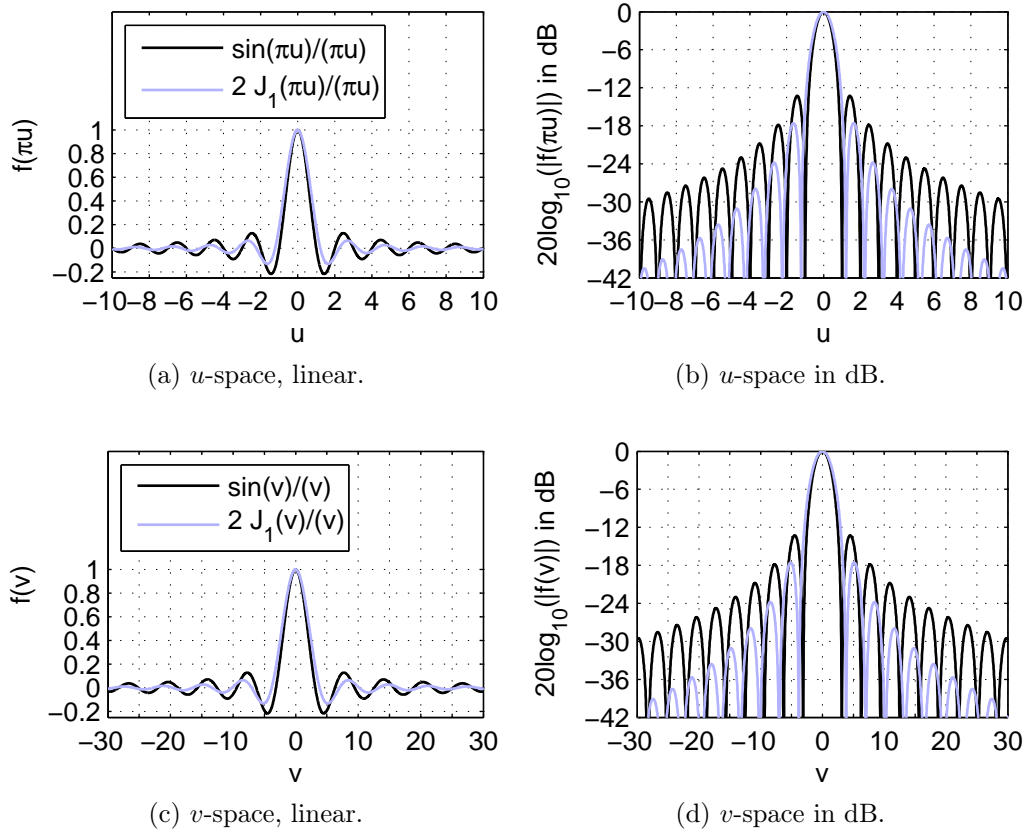 sin(πu)/(πu)
2 J₁(πu)/(πu)
f(πu)
1
0.8
0.6
0.4
0.2
0
−0.2
−10−8 −6 −4 −2 0 2 4 6 8 10
u
(a) u-space, linear.
20log₁₀(|f(πu)|) in dB
0
−6
−12
−18
−24
−30
−36
−42
−10−8 −6 −4 −2 0 2 4 6 8 10
u
(b) u-space in dB.
sin(v)/(v)
2 J₁(v)/(v)
f(v)
1
0.8
0.6
0.4
0.2
0
−0.2
−30 −20 −10 0 10 20 30
v
(c) v-space, linear.
20log₁₀(|f(v)|) in dB
0
−6
−12
−18
−24
−30
−36
−42
−30 −20 −10 0 10 20 30
v
(d) v-space in dB.